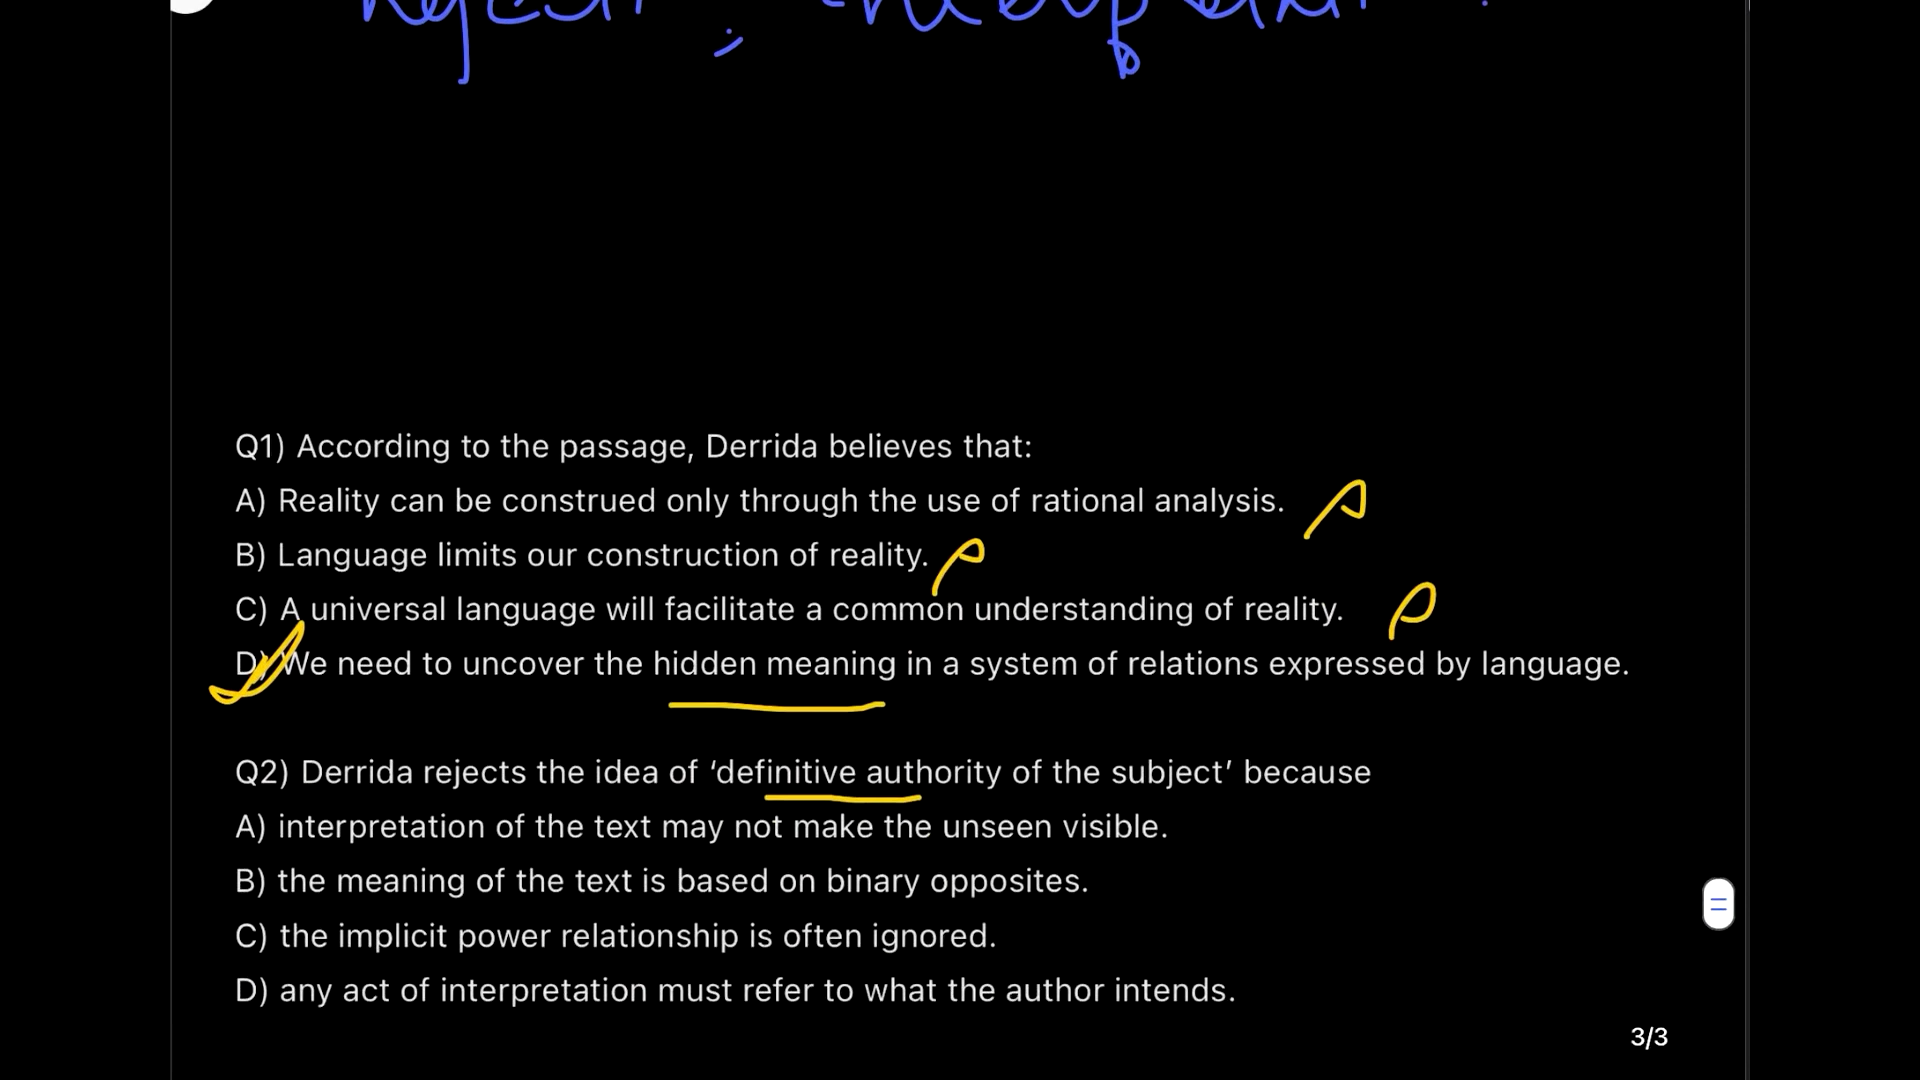 Q1) According to the passage, Derrida believes that:
A) Reality can be construed only through the use of rational analysis.
B) Language limits our construction of reality.
C) A universal language will facilitate a common understanding of reality.
D) We need to uncover the hidden meaning in a system of relations expressed by language.
Q2) Derrida rejects the idea of ‘definitive authority of the subject’ because
A) interpretation of the text may not make the unseen visible.
B) the meaning of the text is based on binary opposites.
C) the implicit power relationship is often ignored.
D) any act of interpretation must refer to what the author intends.
3/3